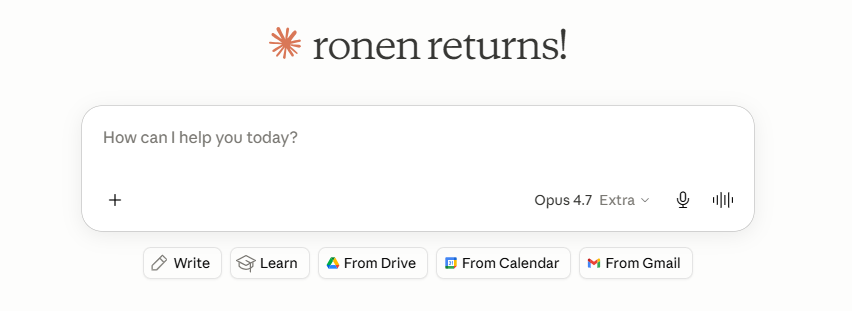 ronen returns!
How can I help you today?
Opus 4.7 Extra
Write Learn From Drive From Calendar From Gmail